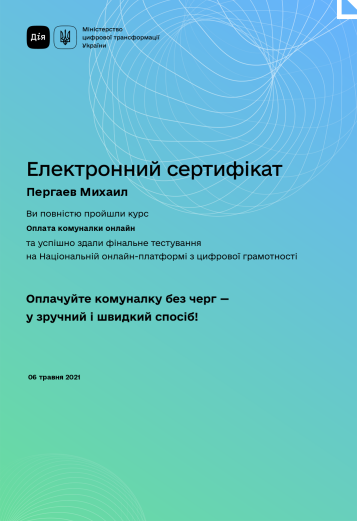 Дія
Міністерство
цифрової трансформації
України
Електронний сертифікат
Пергаев Михаил
Ви повністю пройшли курс
Оплата комуналки онлайн
та успішно здали фінальне тестування
на Національній онлайн-платформі з цифрової грамотності
Оплачуйте комуналку без черг —
у зручний і швидкий спосіб!
06 травня 2021